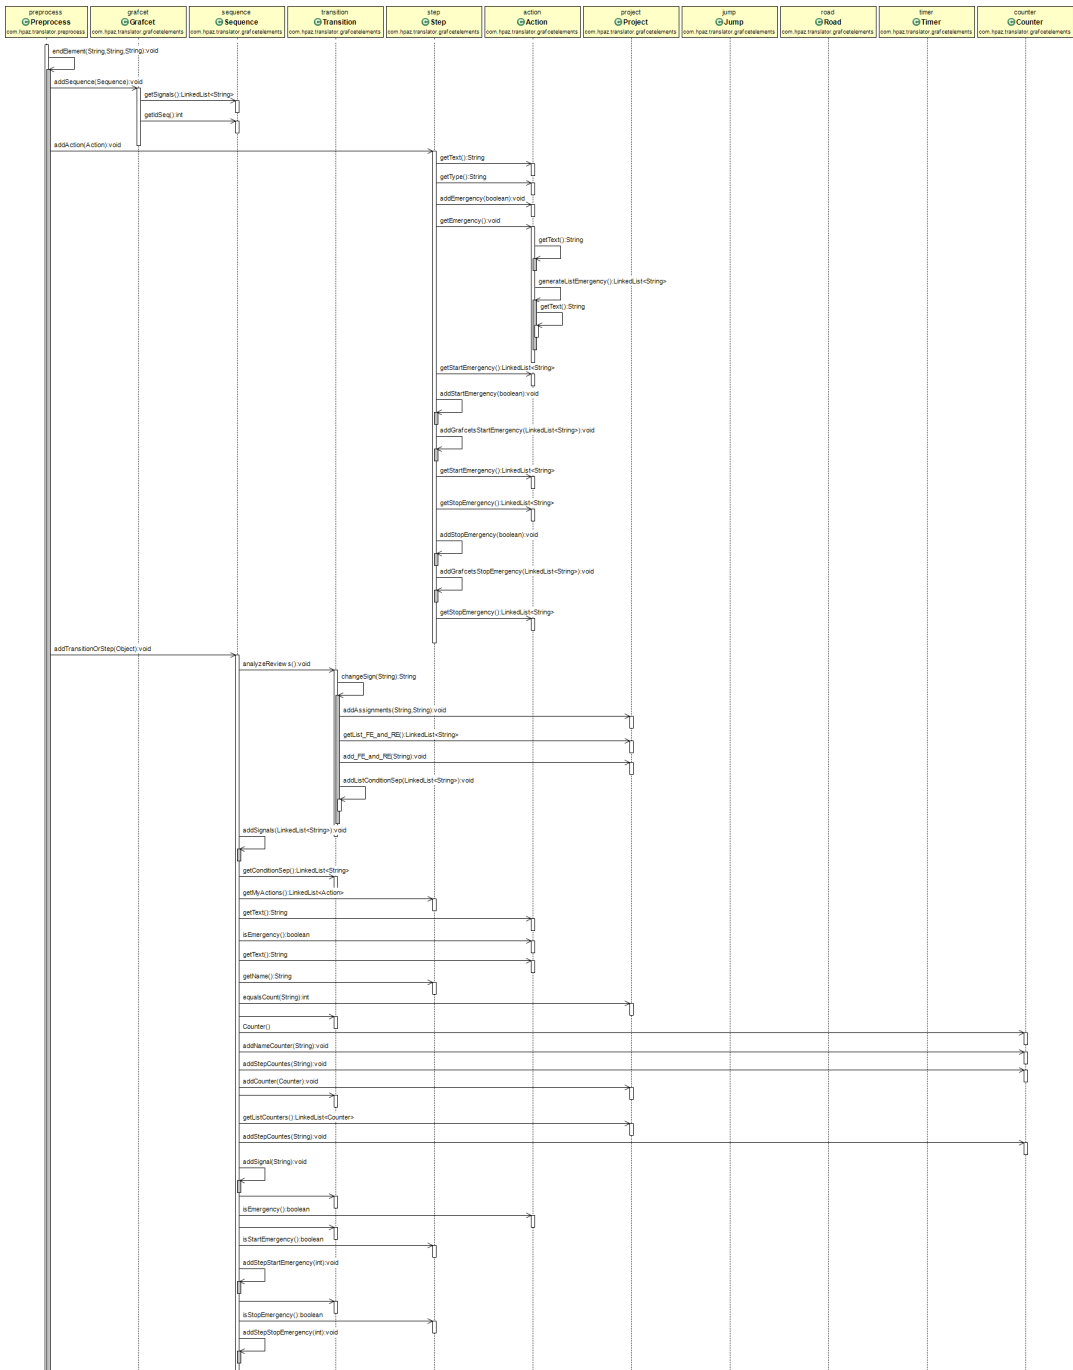 preprocess
Preprocess
com.hpaz.translator.preprocess
grafcet
Grafcet
com.hpaz.translator.grafcetelements
sequence
Sequence
com.hpaz.translator.grafcetelements
transition
Transition
com.hpaz.translator.grafcetelements
step
Step
com.hpaz.translator.grafcetelements
action
Action
com.hpaz.translator.grafcetelements
project
Project
com.hpaz.translator.grafcetelements
jump
Jump
com.hpaz.translator.grafcetelements
road
Road
com.hpaz.translator.grafcetelements
timer
Timer
com.hpaz.translator.grafcetelements
counter
Counter
com.hpaz.translator.grafcetelements
endElement(String,String,String):void
addSequence(Sequence):void
getSignals():LinkedList<String>
getIdSeq():int
addAction(Action):void
getText():String
getType():String
addEmergency(boolean):void
getEmergency():void
getText():String
generateListEmergency():LinkedList<String>
getText():String
getStartEmergency():LinkedList<String>
addStartEmergency(boolean):void
addGrafcetsStartEmergency(LinkedList<String>):void
getStartEmergency():LinkedList<String>
getStopEmergency():LinkedList<String>
addStopEmergency(boolean):void
addGrafcetsStopEmergency(LinkedList<String>):void
getStopEmergency():LinkedList<String>
addTransitionOrStep(Object):void
analyzeReviews():void
changeSign(String):String
addAssignments(String,String):void
getList_FE_and_RE():LinkedList<String>
add_FE_and_RE(String):void
addListConditionSep(LinkedList<String>):void
addSignals(LinkedList<String>):void
getConditionSep():LinkedList<String>
getMyActions():LinkedList<Action>
getText():String
isEmergency():boolean
getText():String
getName():String
equalsCount(String):int
Counter()
addNameCounter(String):void
addStepCountes(String):void
addCounter(Counter):void
getListCounters():LinkedList<Counter>
addStepCountes(String):void
addSignal(String):void
isEmergency():boolean
isStartEmergency():boolean
addStepStartEmergency(int):void
isStopEmergency():boolean
addStepStopEmergency(int):void